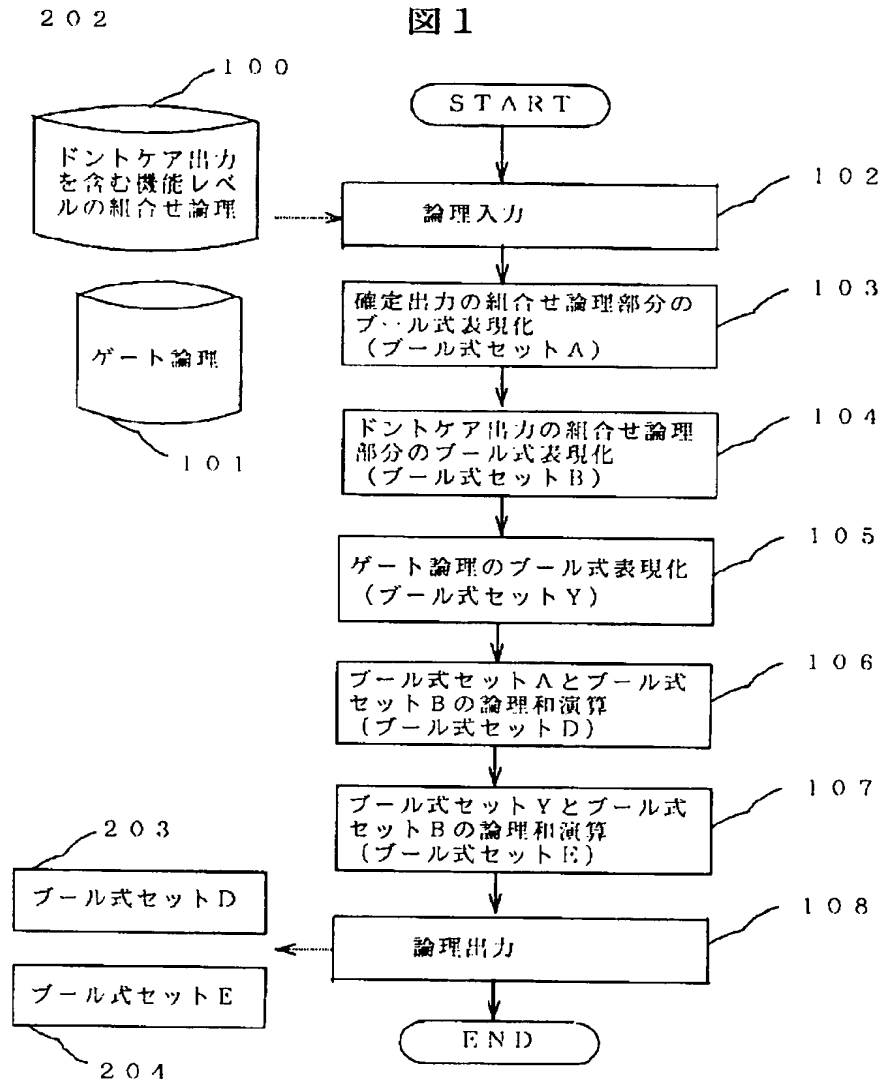 202
図1
100
START
ドントケア出力
を含む機能レベ
ルの組合せ論理
102
論理入力
103
確定出力の組合せ論理部分の
ブール式表現化
(ブール式セットA)
ゲート論理
101
104
ドントケア出力の組合せ論理
部分のブール式表現化
(ブール式セットB)
105
ゲート論理のブール式表現化
(ブール式セットY)
106
ブール式セットAとブール式
セットBの論理和演算
(ブール式セットD)
107
ブール式セットYとブール式
セットBの論理和演算
(ブール式セットE)
203
ブール式セットD
108
論理出力
ブール式セットE
204
END